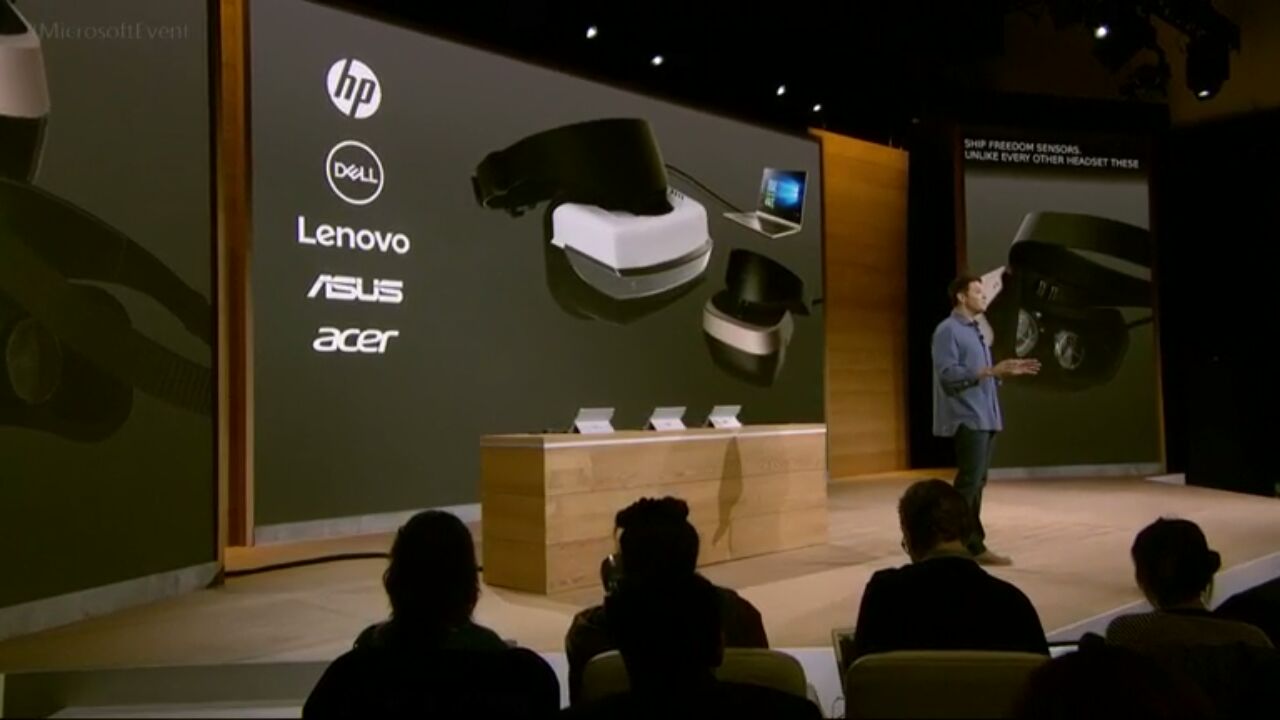 #MicrosoftEvent
hp
DELL
Lenovo
ASUS
acer
SHIP FREEDOM SENSORS.
UNLIKE EVERY OTHER HEADSET THESE